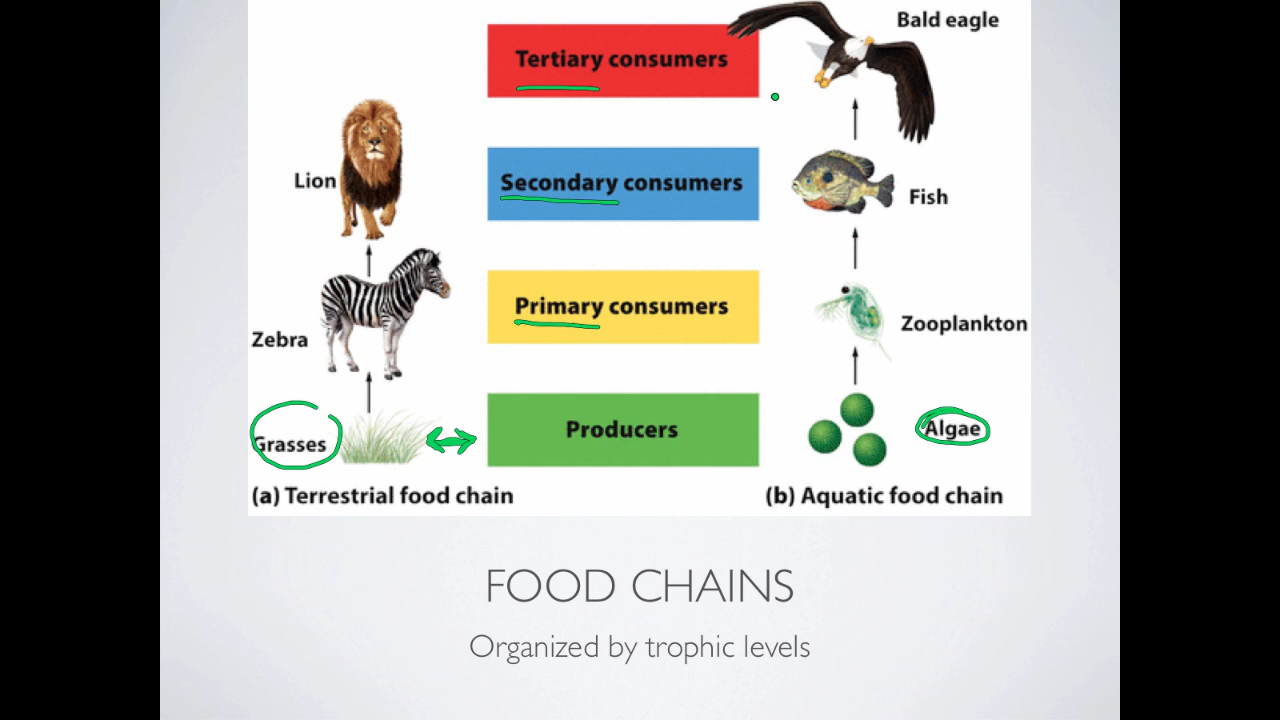 Bald eagle
Tertiary consumers
Lion
Secondary consumers
Fish
Zebra
Primary consumers
Zooplankton
Grasses
Producers
Algae
(a) Terrestrial food chain
(b) Aquatic food chain
FOOD CHAINS
Organized by trophic levels